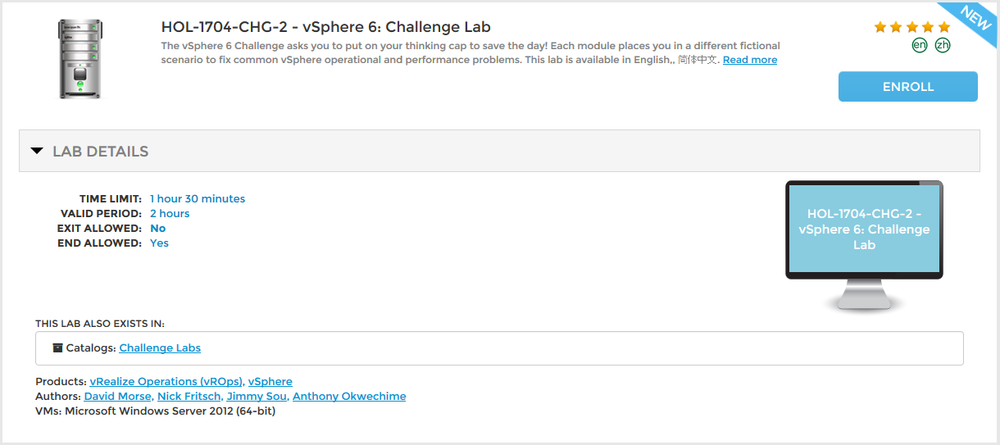 HOL-1704-CHG-2 - vSphere 6: Challenge Lab
NEW
The vSphere 6 Challenge asks you to put on your thinking cap to save the day! Each module places you in a different fictional
scenario to fix common vSphere operational and performance problems. This lab is available in English,, 简体中文. Read more
en zh
ENROLL
LAB DETAILS
TIME LIMIT: 1 hour 30 minutes
VALID PERIOD: 2 hours
EXIT ALLOWED: No
END ALLOWED: Yes
HOL-1704-CHG-2 -
vSphere 6: Challenge
Lab
THIS LAB ALSO EXISTS IN:
Catalogs: Challenge Labs
Products: vRealize Operations (vROps), vSphere
Authors: David Morse, Nick Fritsch, Jimmy Sou, Anthony Okwechime
VMs: Microsoft Windows Server 2012 (64-bit)